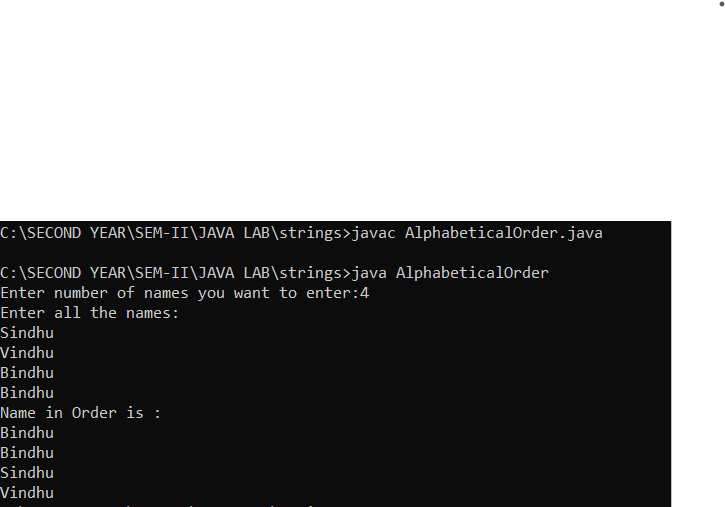 C:\SECOND YEAR\SEM-II\JAVA LAB\strings>javac AlphabeticalOrder.java
C:\SECOND YEAR\SEM-II\JAVA LAB\strings>java AlphabeticalOrder
Enter number of names you want to enter:4
Enter all the names:
Sindhu
Vindhu
Bindhu
Bindhu
Name in Order is :
Bindhu
Bindhu
Sindhu
Vindhu